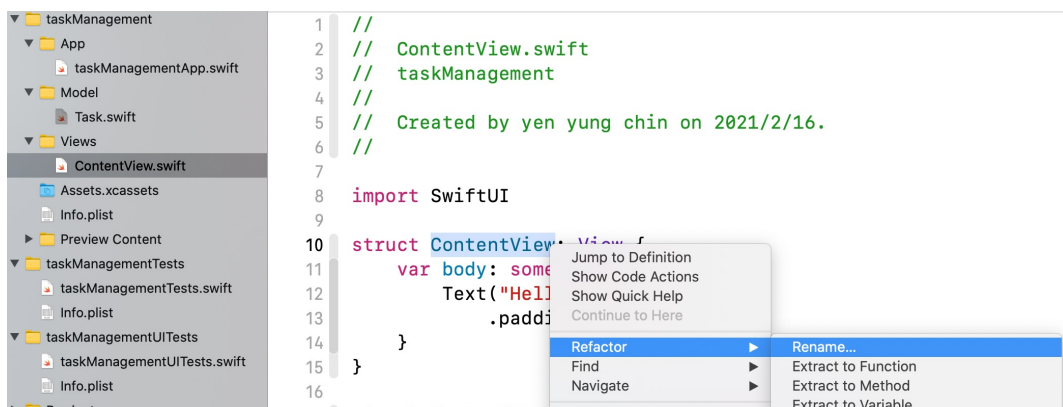 taskManagement
App
taskManagementApp.swift
Model
Task.swift
Views
ContentView.swift
Assets.xcassets
Info.plist
Preview Content
taskManagementTests
taskManagementTests.swift
Info.plist
taskManagementUITests
taskManagementUITests.swift
Info.plist
1 //
2 //  ContentView.swift
3 //  taskManagement
4 //
5 //  Created by yen yung chin on 2021/2/16.
6 //
7
8 import SwiftUI
9
10 struct ContentView: View {
11     var body: some
12         Text("Hell
13             .paddi
14     }
15 }
16
Jump to Definition
Show Code Actions
Show Quick Help
Continue to Here
Refactor
Find
Navigate
Rename...
Extract to Function
Extract to Method
Extract to Variable